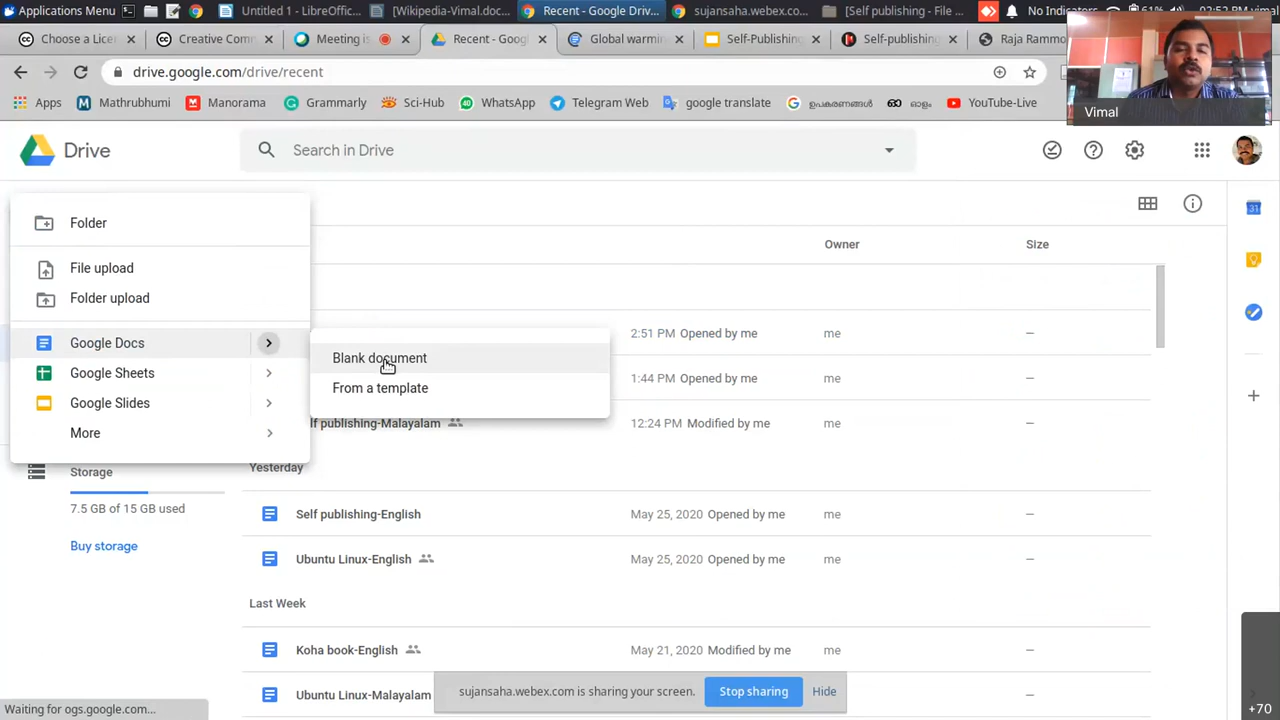 Applications Menu
Untitled 1 - LibreOffic...
[Wikipedia-Vimal.doc...
Recent - Google Driv...
sujansaha.webex.co...
[Self publishing - File ...
No Indicators
vimal
Choose a Lice
Creative Com
Meeting i
Recent - Goog
Global warmin
Self-Publishing
Self-publishing
Raja Rammo
drive.google.com/drive/recent
Apps
Mathrubhumi
Manorama
Grammarly
Sci-Hub
WhatsApp
Telegram Web
google translate
ഉപകരണങ്ങൾ
ഓളം
YouTube-Live
Vimal
Drive
Search in Drive
Folder
Owner
Size
File upload
Folder upload
Google Docs
2:51 PM Opened by me
me
—
Blank document
Google Sheets
1:44 PM Opened by me
me
—
From a template
Google Slides
lf publishing-Malayalam
12:24 PM Modified by me
me
—
More
Storage
Yesterday
7.5 GB of 15 GB used
Self publishing-English
May 25, 2020 Opened by me
me
—
Buy storage
Ubuntu Linux-English
May 25, 2020 Opened by me
me
—
Last Week
Koha book-English
May 21, 2020 Modified by me
me
—
Ubuntu Linux-Malayalam
sujansaha.webex.com is sharing your screen.
Stop sharing
Hide
Waiting for ogs.google.com...
+70